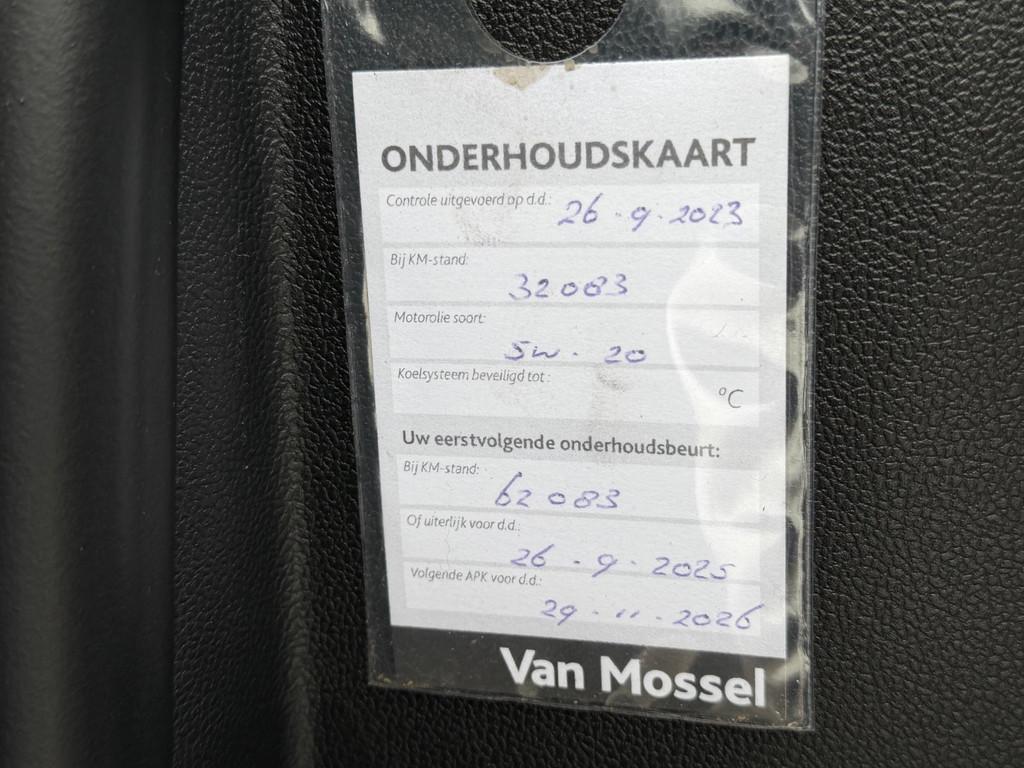 ONDERHOUDSKAART
Controle uitgevoerd op d.d.: 26-9-2023
Bij KM-stand: 32083
Motorolie soort: 5w-20
Koelsysteem beveiligd tot: °C
Uw eerstvolgende onderhoudsbeurt:
Bij KM-stand: 62083
Of uiterlijk voor d.d.: 26-9-2025
Volgende APK voor d.d.: 29-11-2026
Van Mossel